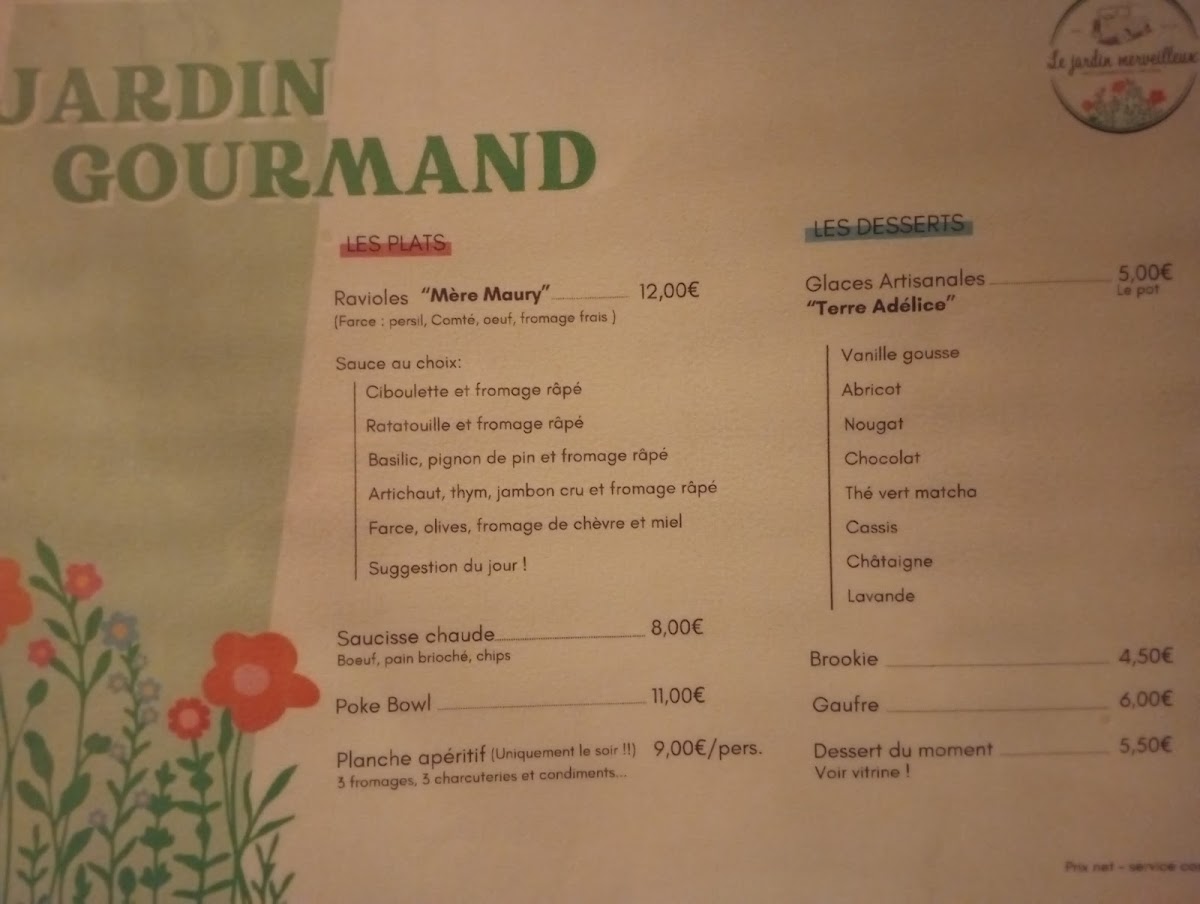 JARDIN
GOURMAND
Le jardin merveilleux
LES PLATS
Ravioles "Mère Maury" 12,00€
(Farce : persil, Comté, oeuf, fromage frais )
Sauce au choix:
Ciboulette et fromage râpé
Ratatouille et fromage râpé
Basilic, pignon de pin et fromage râpé
Artichaut, thym, jambon cru et fromage râpé
Farce, olives, fromage de chèvre et miel
Suggestion du jour !
Saucisse chaude 8,00€
Boeuf, pain brioché, chips
Poke Bowl 11,00€
Planche apéritif (Uniquement le soir !!) 9,00€/pers.
3 fromages, 3 charcuteries et condiments...
LES DESSERTS
Glaces Artisanales 5,00€
Le pot
"Terre Adélice"
Vanille gousse
Abricot
Nougat
Chocolat
Thé vert matcha
Cassis
Châtaigne
Lavande
Brookie 4,50€
Gaufre 6,00€
Dessert du moment 5,50€
Voir vitrine !
Prix net - service